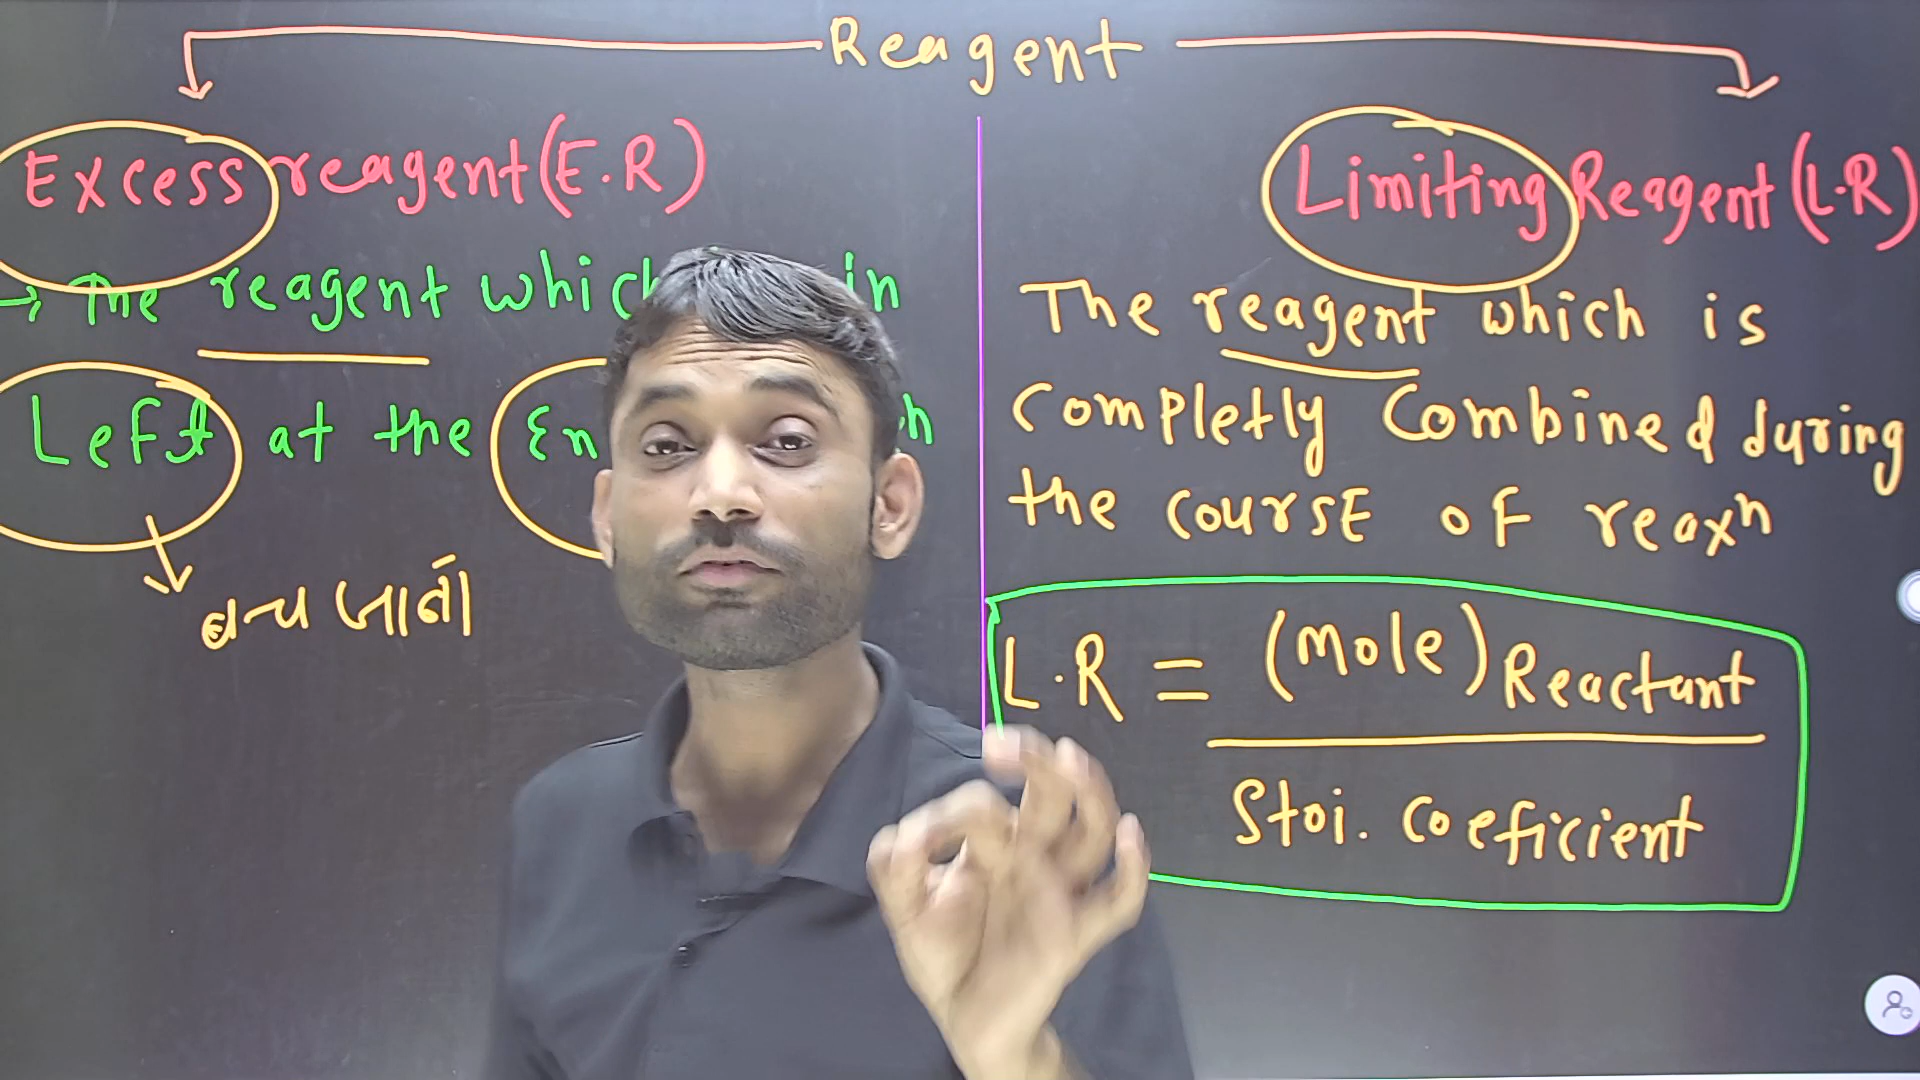 Reagent
Excess reagent (E.R)
→ The reagent which in
Left at the
Limiting Reagent (L.R)
The reagent which is
completly combined during
the course of reaxn
L.R = (mole) Reactant
Stoi. coeficient